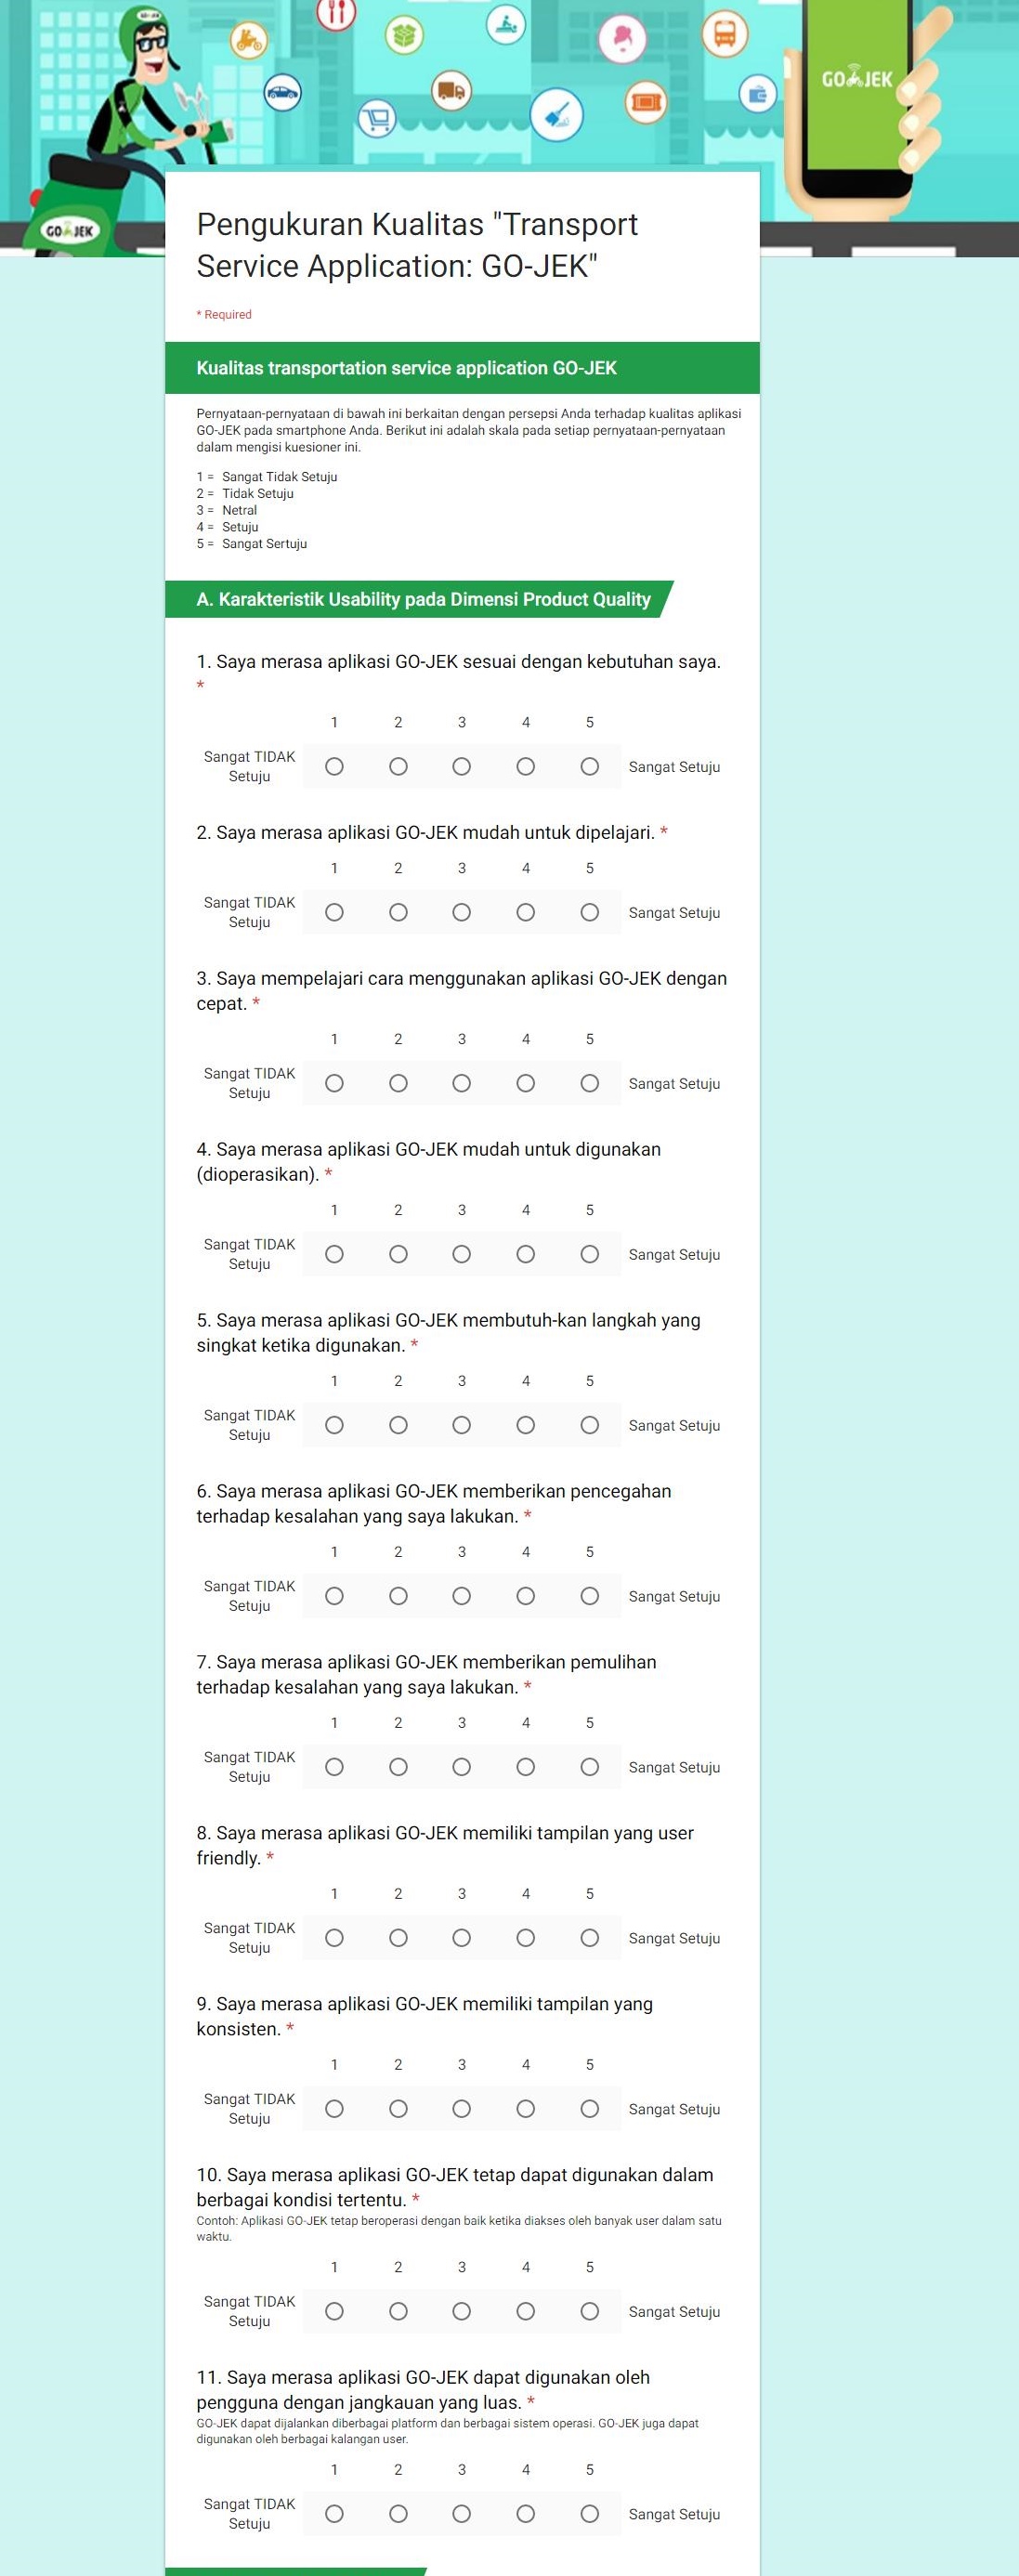 GO-JEK
GO-JEK
Pengukuran Kualitas "Transport
Service Application: GO-JEK"
* Required
Kualitas transportation service application GO-JEK
Pernyataan-pernyataan di bawah ini berkaitan dengan persepsi Anda terhadap kualitas aplikasi
GO-JEK pada smartphone Anda. Berikut ini adalah skala pada setiap pernyataan-pernyataan
dalam mengisi kuesioner ini.
1 = Sangat Tidak Setuju
2 = Tidak Setuju
3 = Netral
4 = Setuju
5 = Sangat Sertuju
A. Karakteristik Usability pada Dimensi Product Quality
1. Saya merasa aplikasi GO-JEK sesuai dengan kebutuhan saya.
*
1 2 3 4 5
Sangat TIDAK
Setuju
Sangat Setuju
2. Saya merasa aplikasi GO-JEK mudah untuk dipelajari. *
1 2 3 4 5
Sangat TIDAK
Setuju
Sangat Setuju
3. Saya mempelajari cara menggunakan aplikasi GO-JEK dengan
cepat. *
1 2 3 4 5
Sangat TIDAK
Setuju
Sangat Setuju
4. Saya merasa aplikasi GO-JEK mudah untuk digunakan
(dioperasikan). *
1 2 3 4 5
Sangat TIDAK
Setuju
Sangat Setuju
5. Saya merasa aplikasi GO-JEK membutuh-kan langkah yang
singkat ketika digunakan. *
1 2 3 4 5
Sangat TIDAK
Setuju
Sangat Setuju
6. Saya merasa aplikasi GO-JEK memberikan pencegahan
terhadap kesalahan yang saya lakukan. *
1 2 3 4 5
Sangat TIDAK
Setuju
Sangat Setuju
7. Saya merasa aplikasi GO-JEK memberikan pemulihan
terhadap kesalahan yang saya lakukan. *
1 2 3 4 5
Sangat TIDAK
Setuju
Sangat Setuju
8. Saya merasa aplikasi GO-JEK memiliki tampilan yang user
friendly. *
1 2 3 4 5
Sangat TIDAK
Setuju
Sangat Setuju
9. Saya merasa aplikasi GO-JEK memiliki tampilan yang
konsisten. *
1 2 3 4 5
Sangat TIDAK
Setuju
Sangat Setuju
10. Saya merasa aplikasi GO-JEK tetap dapat digunakan dalam
berbagai kondisi tertentu. *
Contoh: Aplikasi GO-JEK tetap beroperasi dengan baik ketika diakses oleh banyak user dalam satu
waktu.
1 2 3 4 5
Sangat TIDAK
Setuju
Sangat Setuju
11. Saya merasa aplikasi GO-JEK dapat digunakan oleh
pengguna dengan jangkauan yang luas. *
GO-JEK dapat dijalankan diberbagai platform dan berbagai sistem operasi. GO-JEK juga dapat
digunakan oleh berbagai kalangan user.
1 2 3 4 5
Sangat TIDAK
Setuju
Sangat Setuju